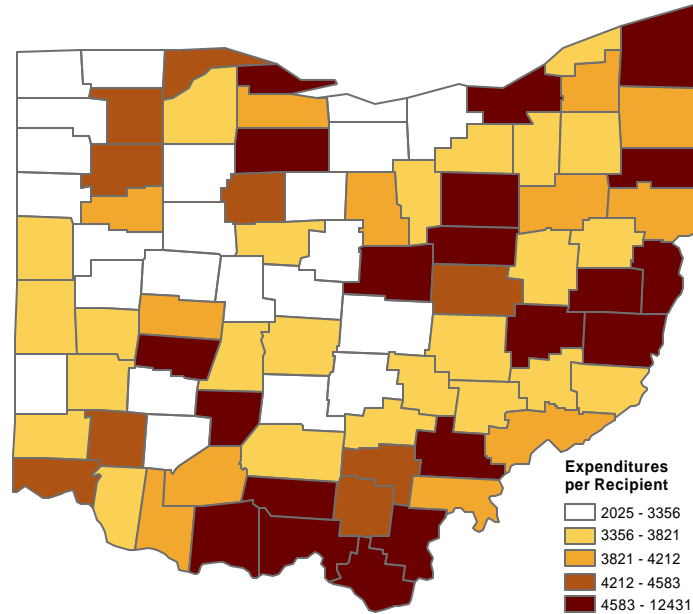 Expenditures
per Recipient
2025 - 3356
3356 - 3821
3821 - 4212
4212 - 4583
4583 - 12431